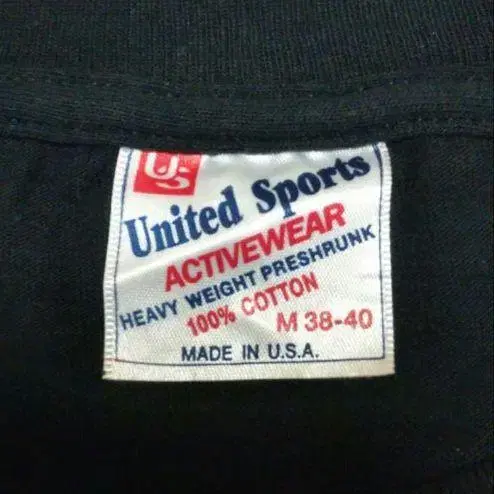 US
United Sports
ACTIVEWEAR
HEAVY WEIGHT PRESHRUNK
100% COTTON
M 38-40
MADE IN U.S.A.